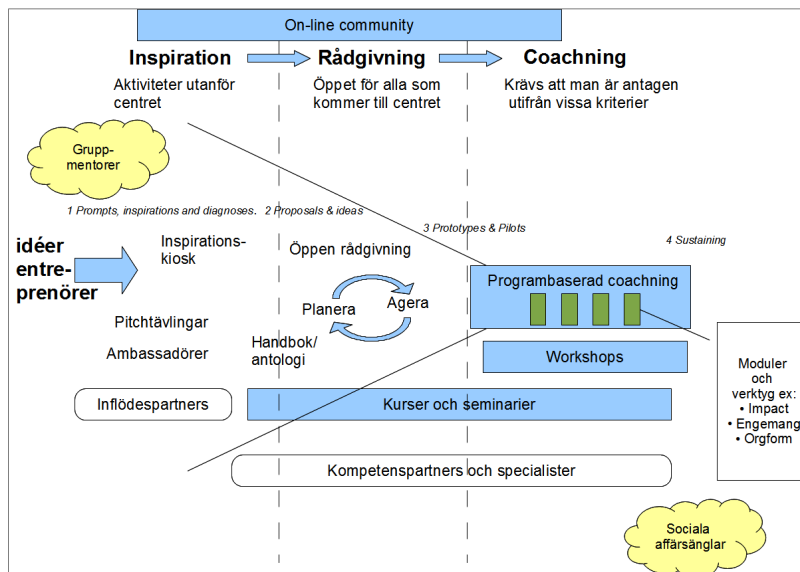 On-line community
Inspiration
Rådgivning
Coachning
Aktiviteter utanför
centret
Öppet för alla som
kommer till centret
Krävs att man är antagen
utifrån vissa kriterier
Grupp-
mentorer
1 Prompts, inspirations and diagnoses.
2 Proposals & ideas
3 Prototypes & Pilots
4 Sustaining
idéer
entre-
prenörer
Inspirations-
kiosk
Öppen rådgivning
Planera
Agera
Programbaserad coachning
Pitchtävlingar
Ambassadörer
Handbok/
antologi
Workshops
Moduler
och
verktyg ex:
• Impact
• Engemang
• Orgform
Inflödespartners
Kurser och seminarier
Kompetenspartners och specialister
Sociala
affärsänglar